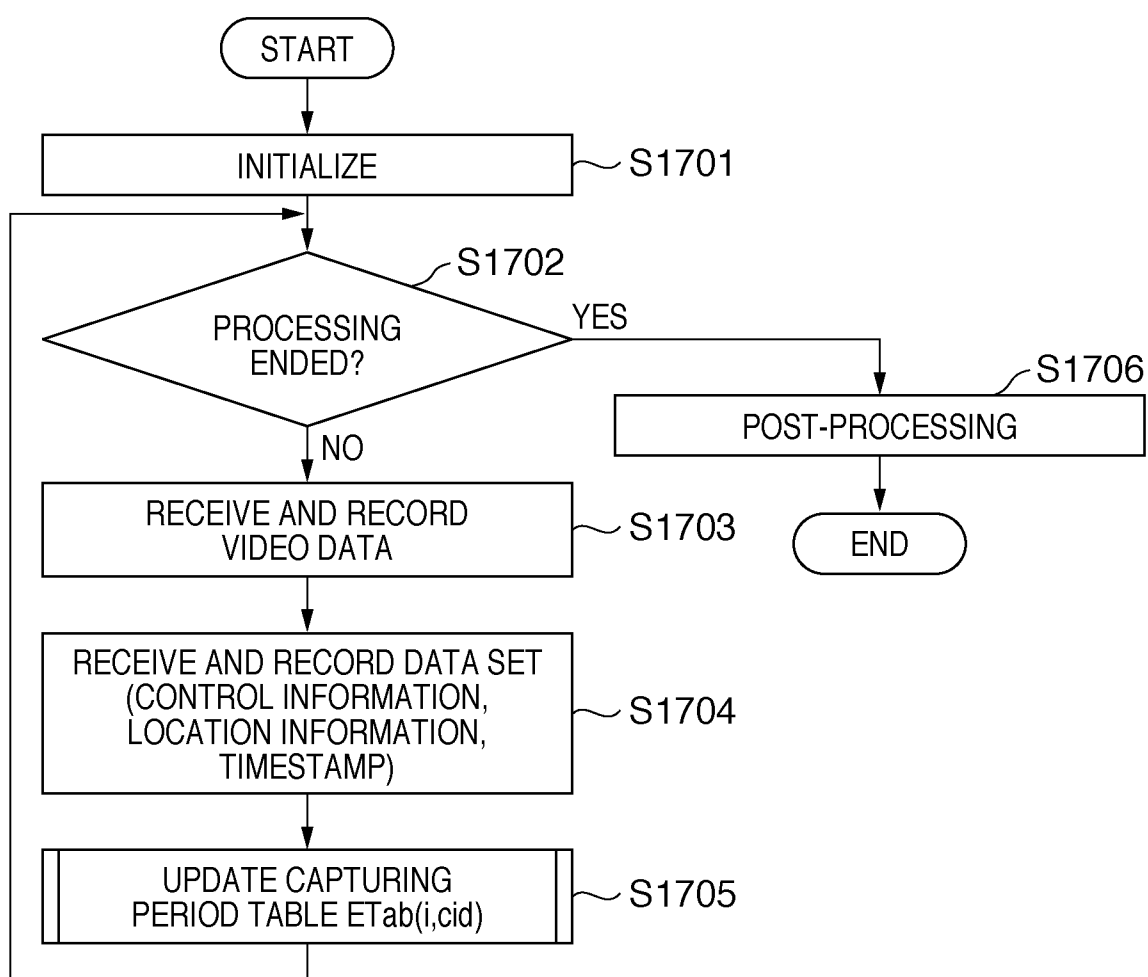 START
INITIALIZE
S1701
S1702
PROCESSING
ENDED?
YES
NO
S1706
POST-PROCESSING
END
RECEIVE AND RECORD
VIDEO DATA
S1703
RECEIVE AND RECORD DATA SET
(CONTROL INFORMATION,
LOCATION INFORMATION,
TIMESTAMP)
S1704
UPDATE CAPTURING
PERIOD TABLE ETab(i,cid)
S1705